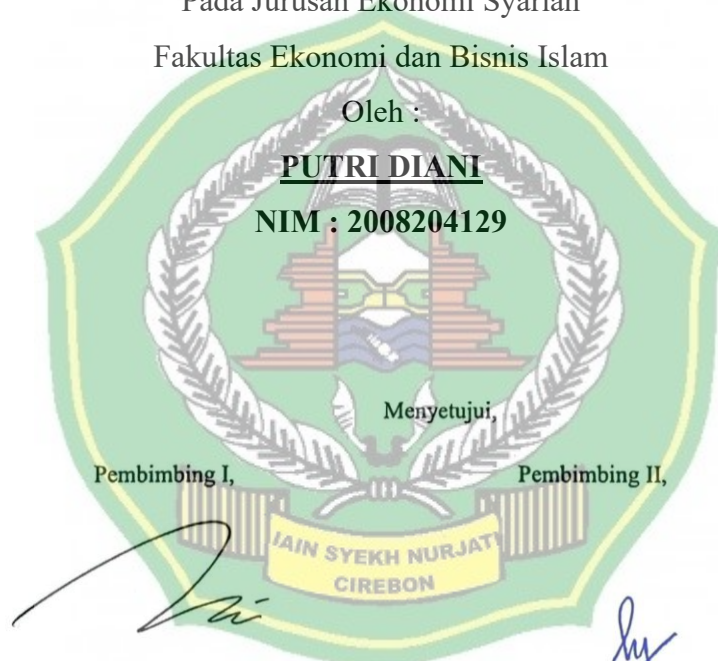 Pada Jurusan Ekonomi Syariah
Fakultas Ekonomi dan Bisnis Islam
Oleh :
PUTRI DIANI
NIM : 2008204129
Menyetujui,
Pembimbing I,
Pembimbing II,
IAIN SYEKH NURJATI
CIREBON